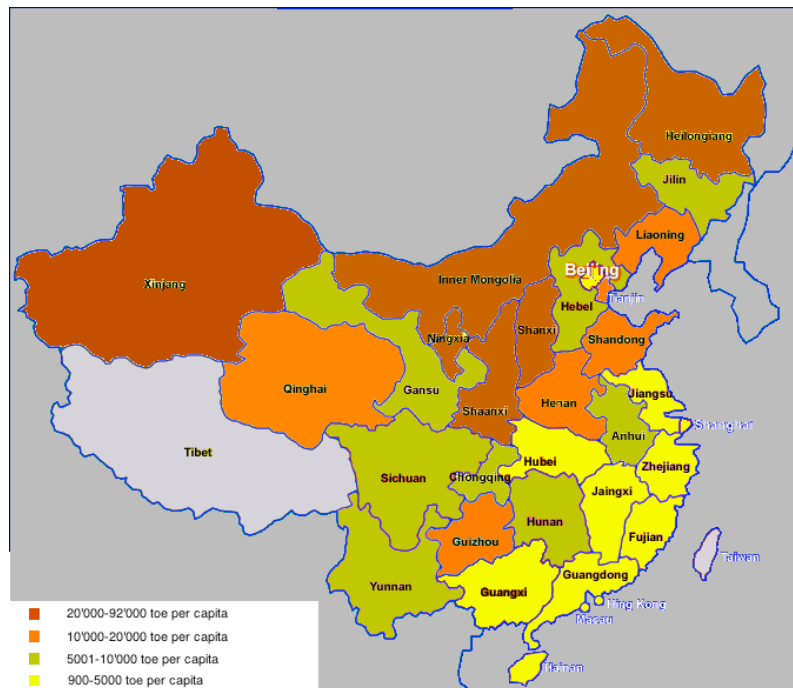 Heilongiang
Jilin
Liaoning
Beijing
Xinjang
Inner Mongolia
Tianjin
Hebel
Ningxia
Shanxi
Shandong
Qinghai
Gansu
Henan
Jiangsu
Shaanxi
Shanghai
Anhui
Tibet
Hubei
Zhejiang
Sichuan
Chongqing
Jaingxi
Hunan
Guizhou
Fujian
Taiwan
Yunnan
Guangxi
Guangdong
Hing Kong
Macau
Hainan
20'000-92'000 toe per capita
10'000-20'000 toe per capita
5001-10'000 toe per capita
900-5000 toe per capita